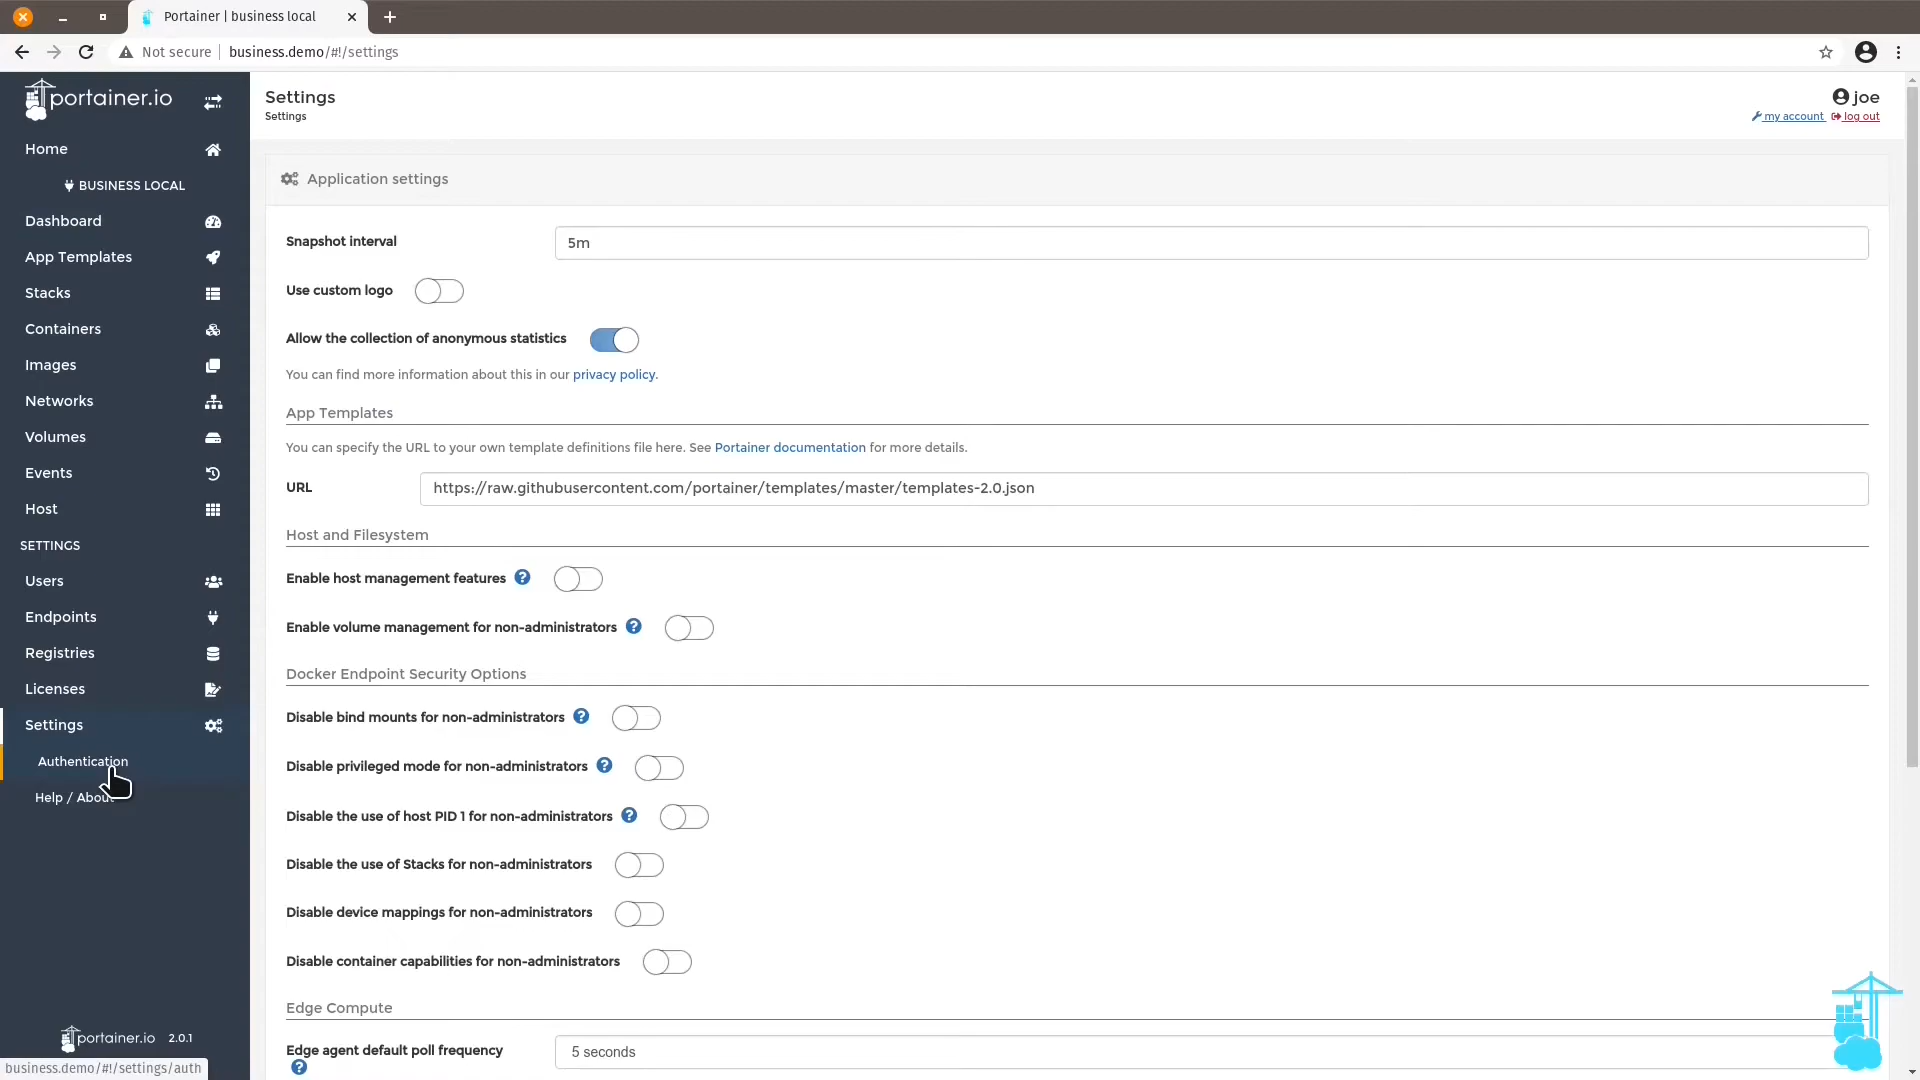 Portainer | business local
Not secure
business.demo/#!/settings
portainer.io
Home
BUSINESS LOCAL
Dashboard
App Templates
Stacks
Containers
Images
Networks
Volumes
Events
Host
SETTINGS
Users
Endpoints
Registries
Licenses
Settings
Authentication
Help / About
portainer.io 2.0.1
business.demo/#!/settings/auth
Settings
Settings
joe
my account log out
Application settings
Snapshot interval
5m
Use custom logo
Allow the collection of anonymous statistics
You can find more information about this in our privacy policy.
App Templates
You can specify the URL to your own template definitions file here. See Portainer documentation for more details.
URL
https://raw.githubusercontent.com/portainer/templates/master/templates-2.0.json
Host and Filesystem
Enable host management features
Enable volume management for non-administrators
Docker Endpoint Security Options
Disable bind mounts for non-administrators
Disable privileged mode for non-administrators
Disable the use of host PID 1 for non-administrators
Disable the use of Stacks for non-administrators
Disable device mappings for non-administrators
Disable container capabilities for non-administrators
Edge Compute
Edge agent default poll frequency
5 seconds